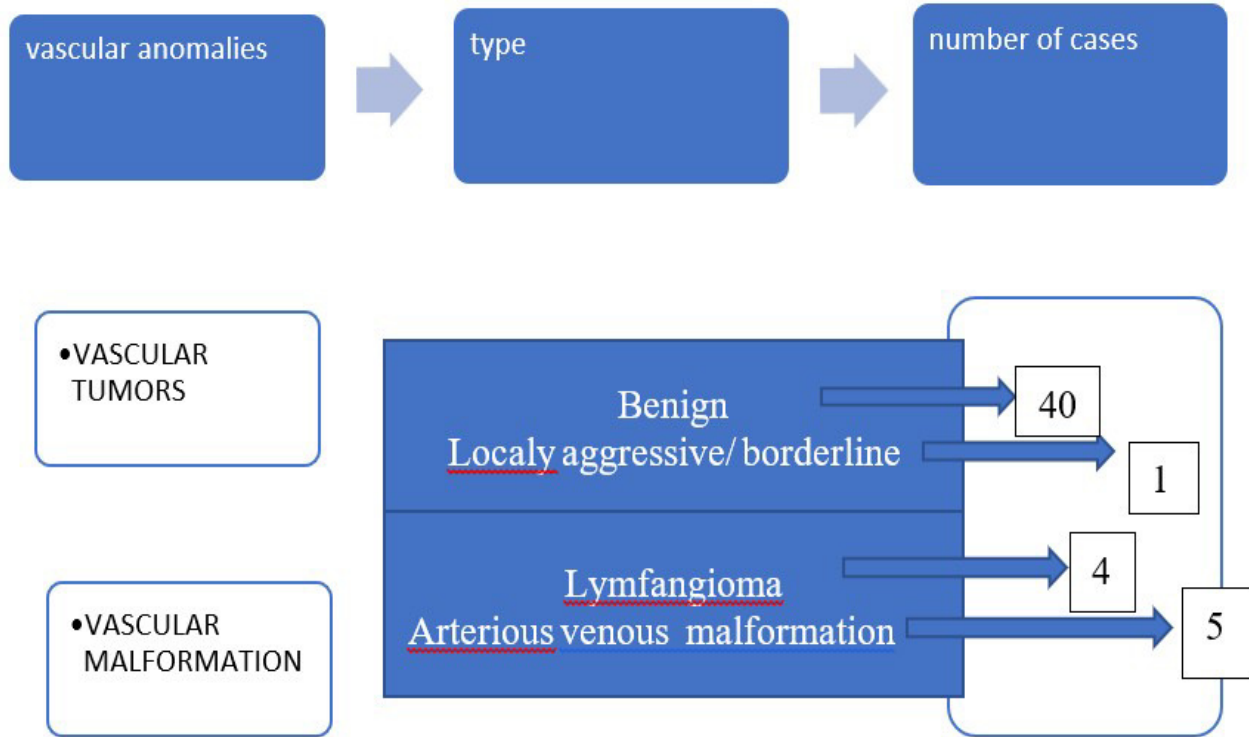 vascular anomalies
type
number of cases
•VASCULAR
TUMORS
Benign
Localy aggressive/ borderline
40
1
•VASCULAR
MALFORMATION
Lymfangioma
Arterious venous malformation
4
5